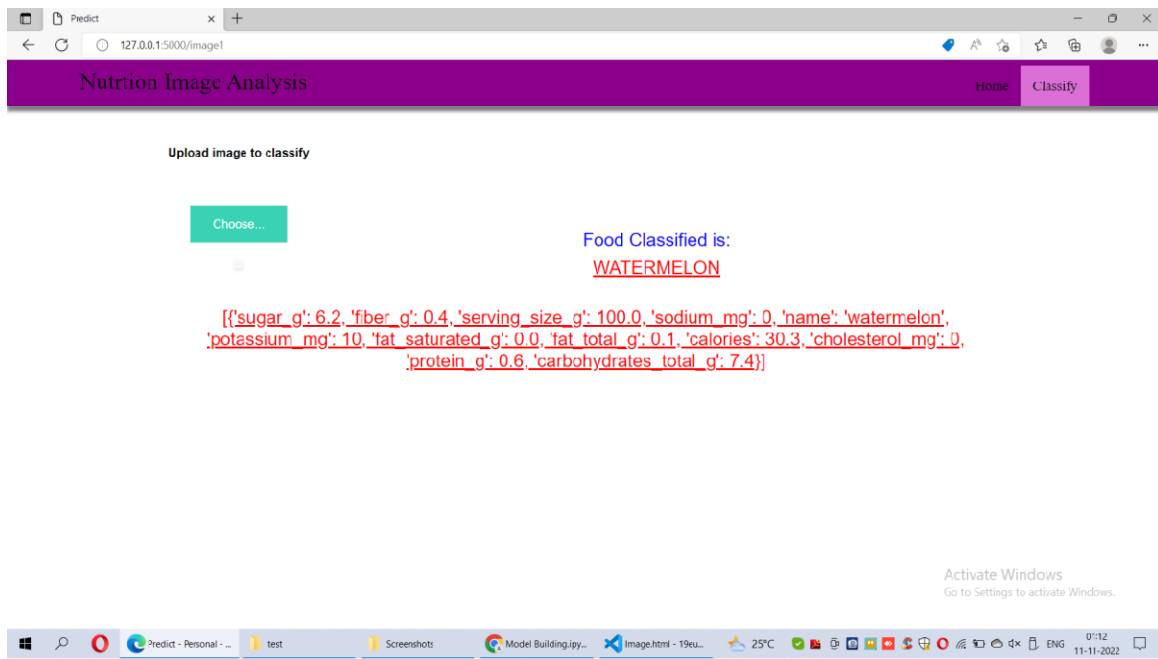 Predict
127.0.0.1:5000/image1
Nutrtion Image Analysis
Home
Classify
Upload image to classify
Choose...
Food Classified is:
WATERMELON
[{'sugar_g': 6.2, 'fiber_g': 0.4, 'serving_size_g': 100.0, 'sodium_mg': 0, 'name': 'watermelon',
'potassium_mg': 10, 'fat_saturated_g': 0.0, 'fat_total_g': 0.1, 'calories': 30.3, 'cholesterol_mg': 0,
'protein_g': 0.6, 'carbohydrates_total_g': 7.4}]
Activate Windows
Go to Settings to activate Windows.
Predict - Personal - ...
test
Screenshots
Model Building.ipy...
Image.html - 19eu...
25°C
ENG
01:12
11-11-2022